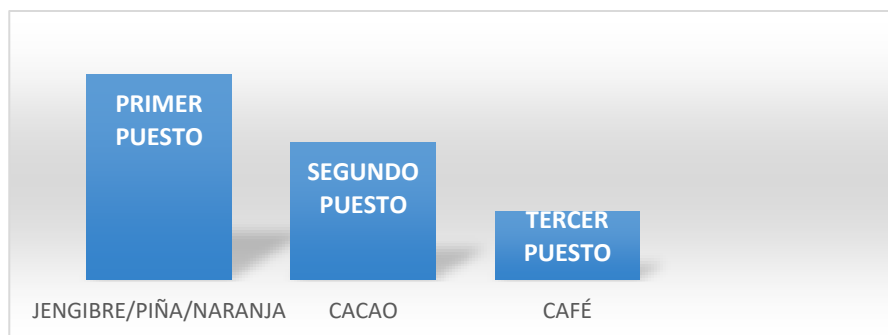 PRIMER
PUESTO
SEGUNDO
PUESTO
TERCER
PUESTO
JENGIBRE/PIÑA/NARANJA
CACAO
CAFÉ